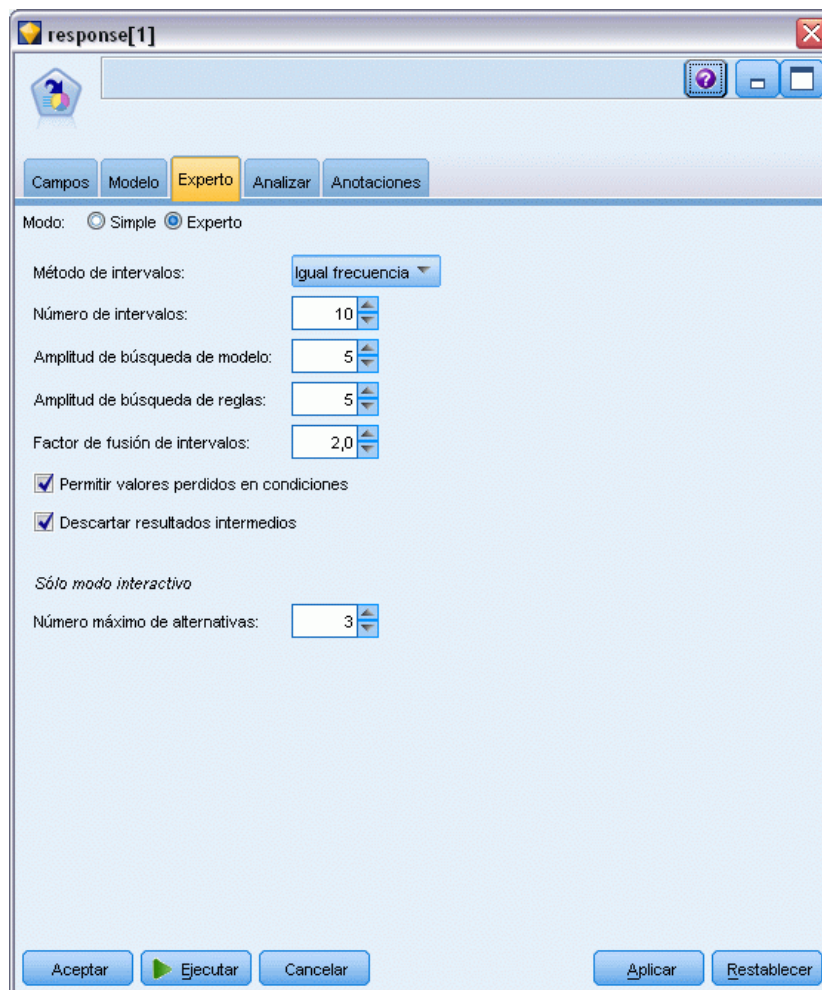 response[1]
Campos Modelo Experto Analizar Anotaciones
Modo: Simple Experto
Método de intervalos: Igual frecuencia
Número de intervalos: 10
Amplitud de búsqueda de modelo: 5
Amplitud de búsqueda de reglas: 5
Factor de fusión de intervalos: 2,0
Permitir valores perdidos en condiciones
Descartar resultados intermedios
Sólo modo interactivo
Número máximo de alternativas: 3
Aceptar Ejecutar Cancelar Aplicar Restablecer